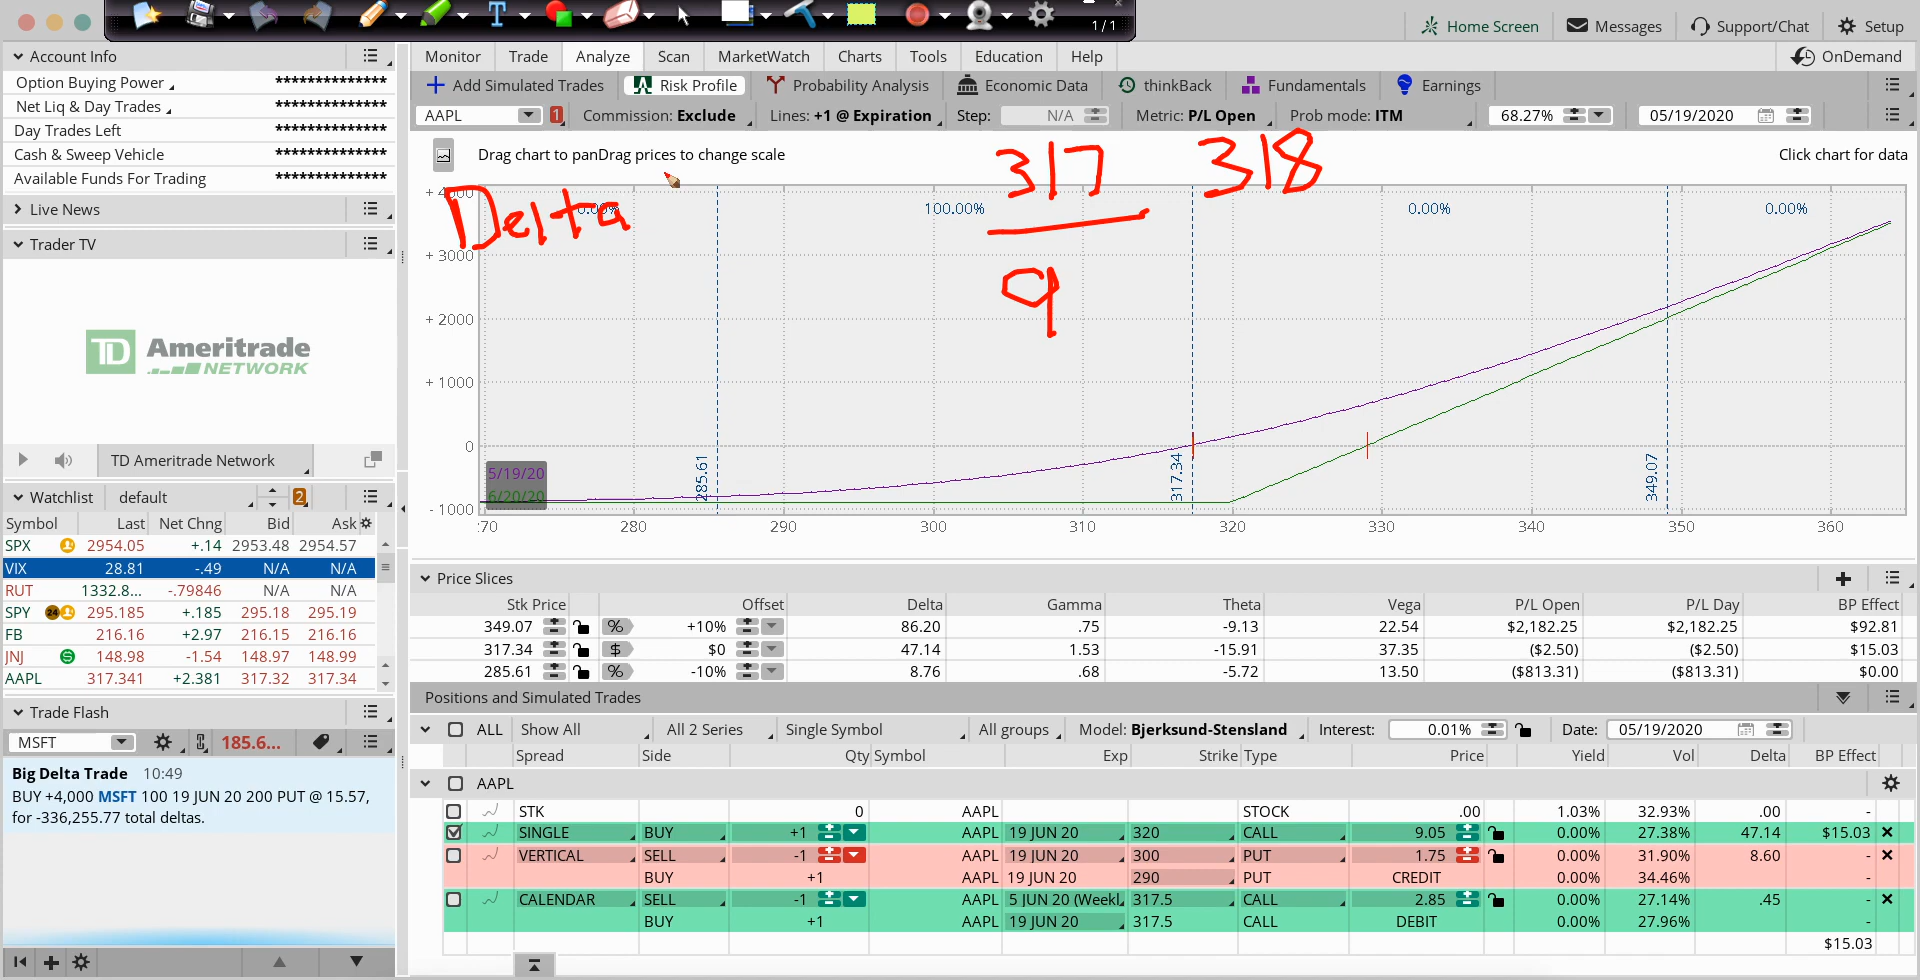 1 / 1
Home Screen Messages Support/Chat Setup
Account Info
Option Buying Power **************
Net Liq & Day Trades **************
Day Trades Left **************
Cash & Sweep Vehicle **************
Available Funds For Trading **************
Live News
Trader TV
TD Ameritrade
NETWORK
TD Ameritrade Network
Watchlist default 2
Symbol Last Net Chng Bid Ask
SPX 2954.05 +.14 2953.48 2954.57
VIX 28.81 -.49 N/A N/A
RUT 1332.8... -.79846 N/A N/A
SPY 24 295.185 +.185 295.18 295.19
FB 216.16 +2.97 216.15 216.16
JNJ 148.98 -1.54 148.97 148.99
AAPL 317.341 +2.381 317.32 317.34
Trade Flash
MSFT 185.6...
Big Delta Trade 10:49
BUY +4,000 MSFT 100 19 JUN 20 200 PUT @ 15.57,
for -336,255.77 total deltas.
Monitor Trade Analyze Scan MarketWatch Charts Tools Education Help OnDemand
Add Simulated Trades Risk Profile Probability Analysis Economic Data thinkBack Fundamentals Earnings
AAPL 1 Commission: Exclude Lines: +1 @ Expiration Step: N/A Metric: P/L Open Prob mode: ITM 68.27% 05/19/2020
Drag chart to panDrag prices to change scale Click chart for data
317 318
Delta
9
0.00% 100.00% 0.00% 0.00%
+ 4000
+ 3000
+ 2000
+ 1000
0
- 1000
5/19/20
6/20/20
285.61 317.34 349.07
:70 280 290 300 310 320 330 340 350 360
Price Slices
Stk Price Offset Delta Gamma Theta Vega P/L Open P/L Day BP Effect
349.07 % +10% 86.20 .75 -9.13 22.54 $2,182.25 $2,182.25 $92.81
317.34 $ $0 47.14 1.53 -15.91 37.35 ($2.50) ($2.50) $15.03
285.61 % -10% 8.76 .68 -5.72 13.50 ($813.31) ($813.31) $0.00
Positions and Simulated Trades
ALL Show All All 2 Series Single Symbol All groups Model: Bjerksund-Stensland Interest: 0.01% Date: 05/19/2020
Spread Side Qty Symbol Exp Strike Type Price Yield Vol Delta BP Effect
AAPL
STK 0 AAPL STOCK .00 1.03% 32.93% .00 -
SINGLE BUY +1 AAPL 19 JUN 20 320 CALL 9.05 0.00% 27.38% 47.14 $15.03
VERTICAL SELL -1 AAPL 19 JUN 20 300 PUT 1.75 0.00% 31.90% 8.60 -
BUY +1 AAPL 19 JUN 20 290 PUT CREDIT 0.00% 34.46% -
CALENDAR SELL -1 AAPL 5 JUN 20 (Weekl 317.5 CALL 2.85 0.00% 27.14% .45 -
BUY +1 AAPL 19 JUN 20 317.5 CALL DEBIT 0.00% 27.96% -
$15.03